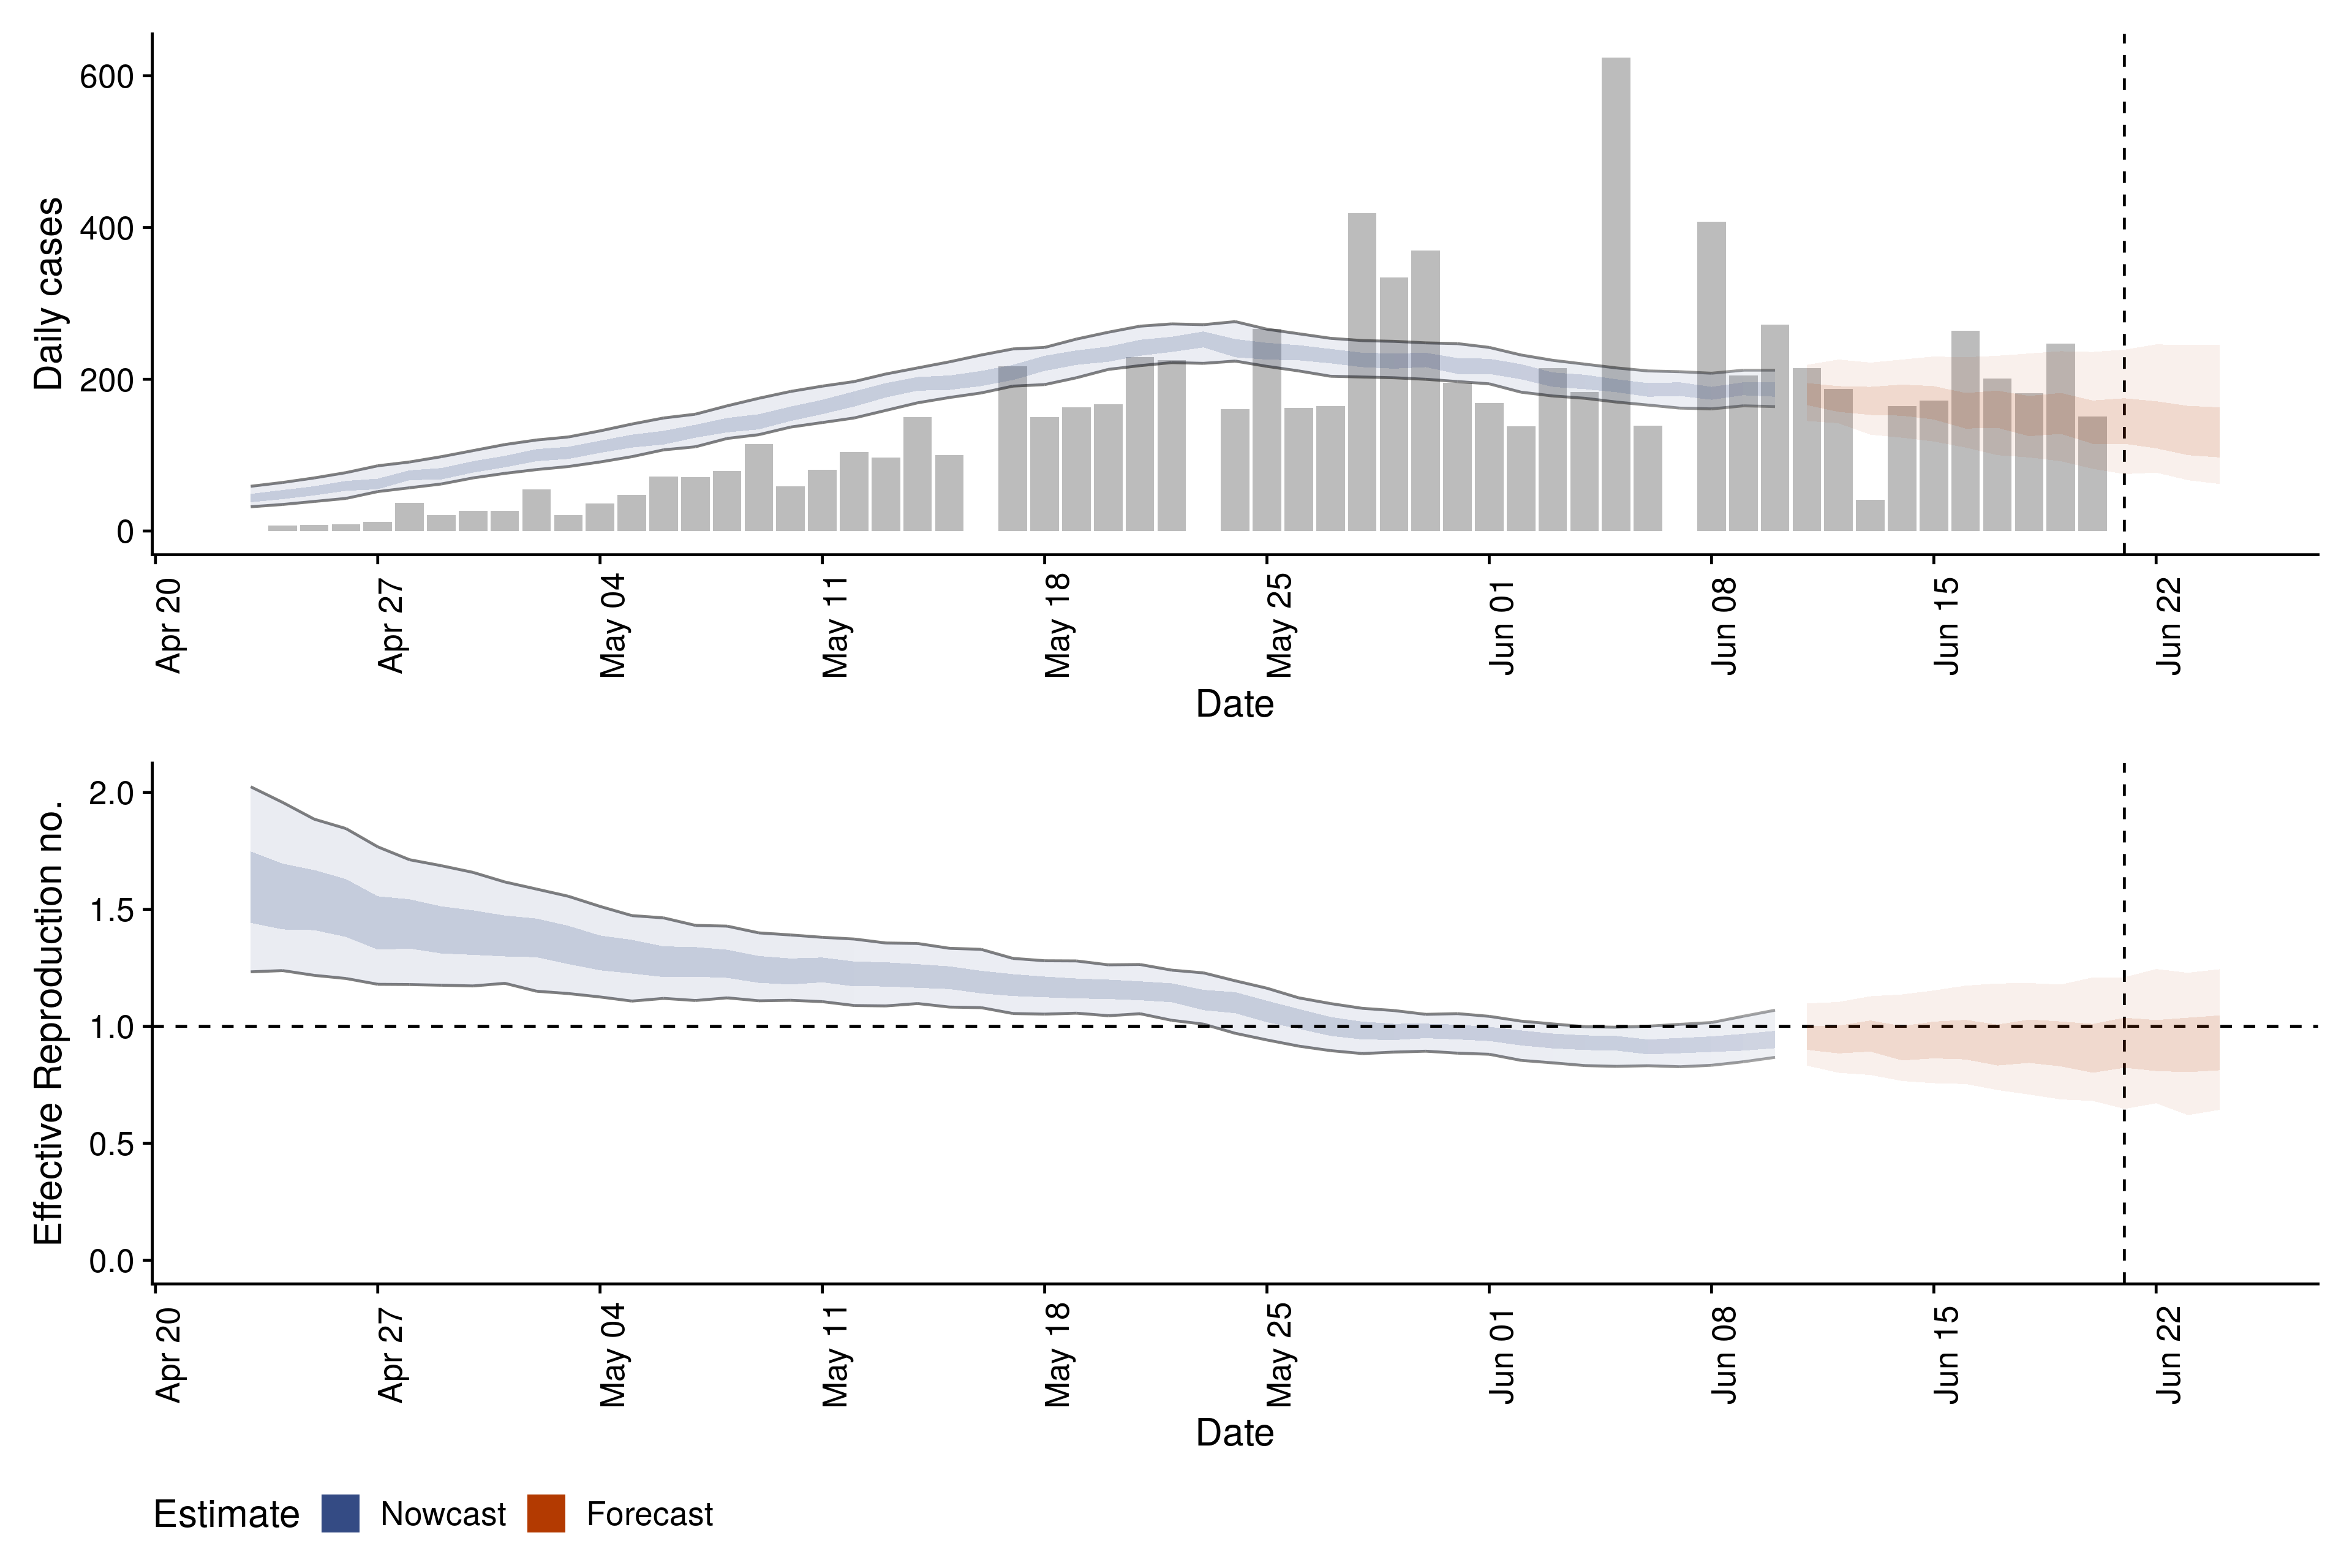 Daily cases
600
400
200
0
Apr 20
Apr 27
May 04
May 11
May 18
May 25
Jun 01
Jun 08
Jun 15
Jun 22
Date
Effective Reproduction no.
2.0
1.5
1.0
0.5
0.0
Apr 20
Apr 27
May 04
May 11
May 18
May 25
Jun 01
Jun 08
Jun 15
Jun 22
Date
Estimate Nowcast Forecast